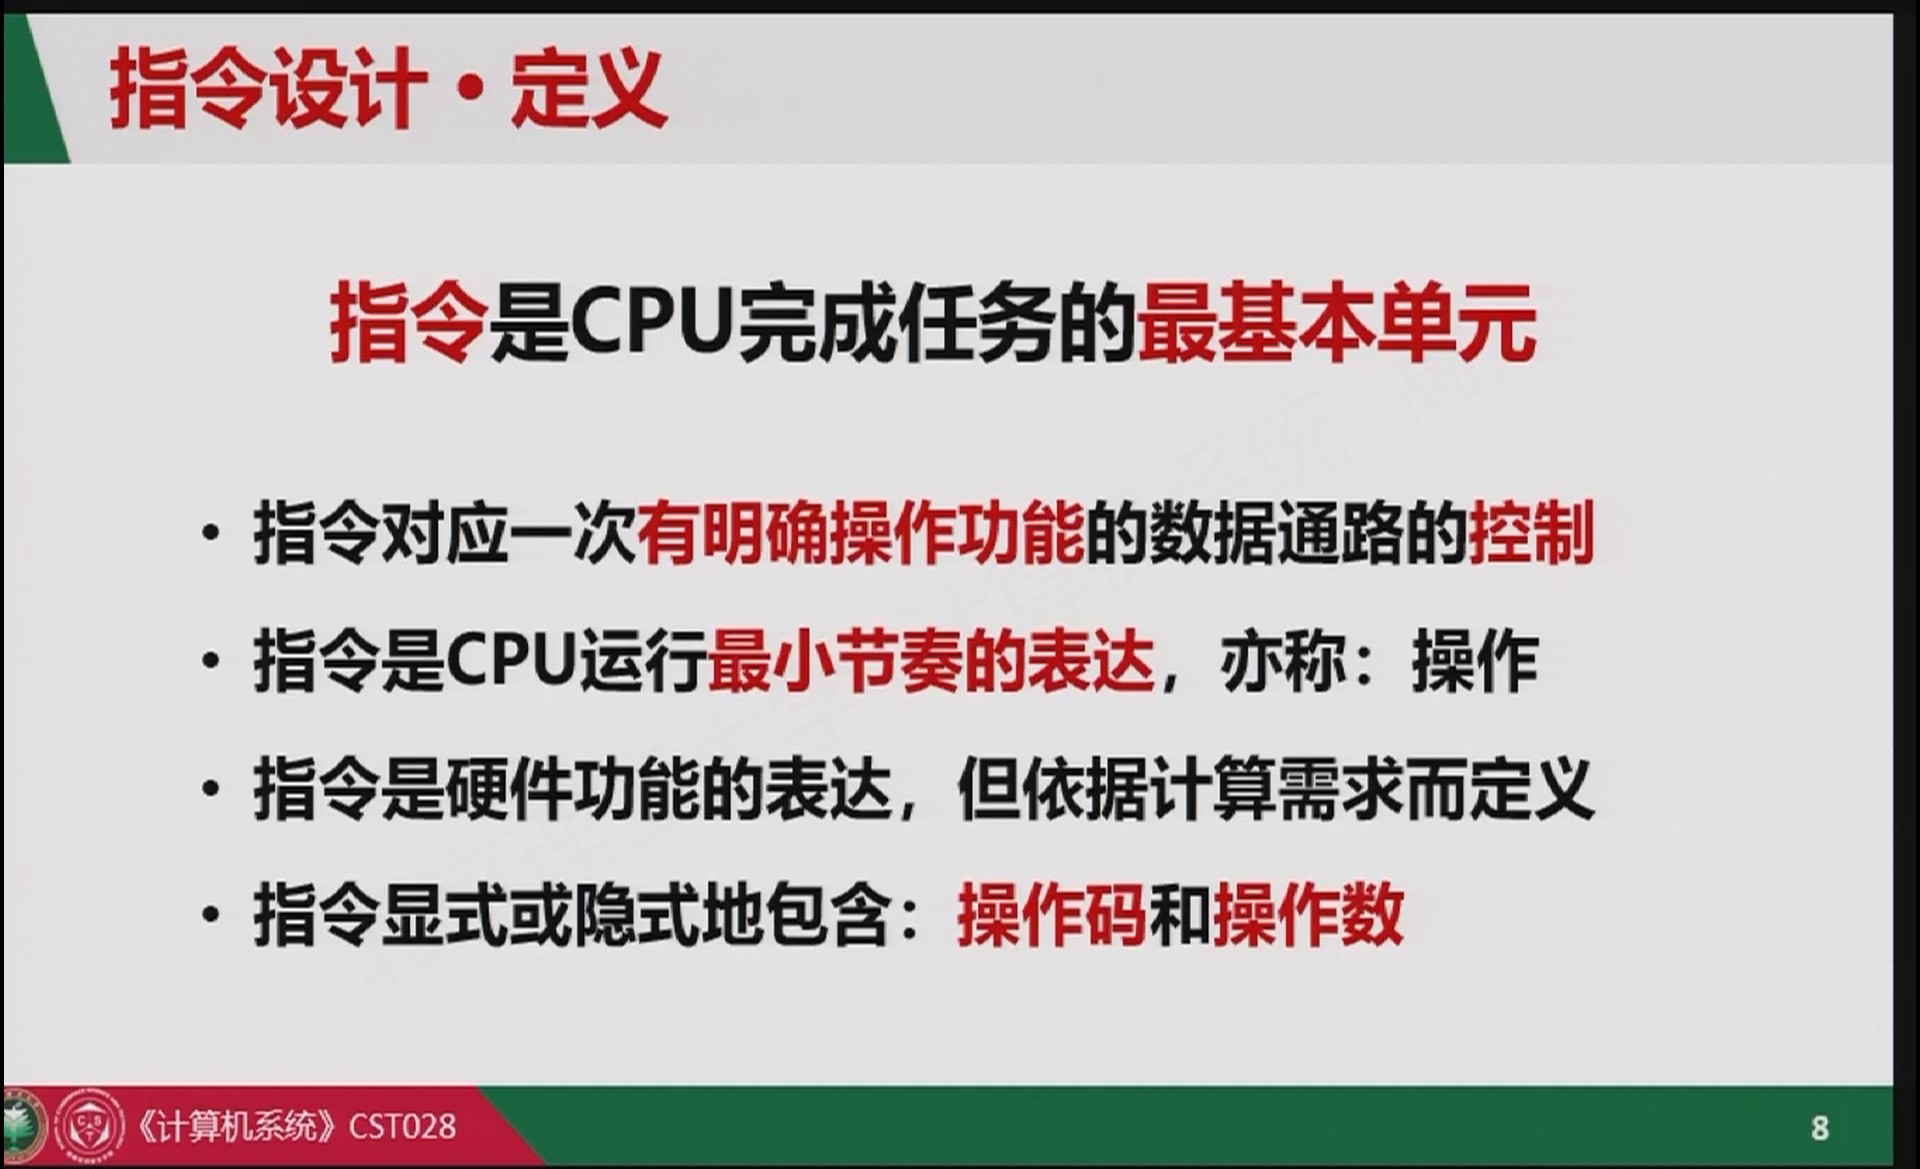 指令设计·定义
指令是CPU完成任务的最基本单元
• 指令对应一次有明确操作功能的数据通路的控制
• 指令是CPU运行最小节奏的表达，亦称：操作
• 指令是硬件功能的表达，但依据计算需求而定义
• 指令显式或隐式地包含：操作码和操作数
《计算机系统》CST028
8